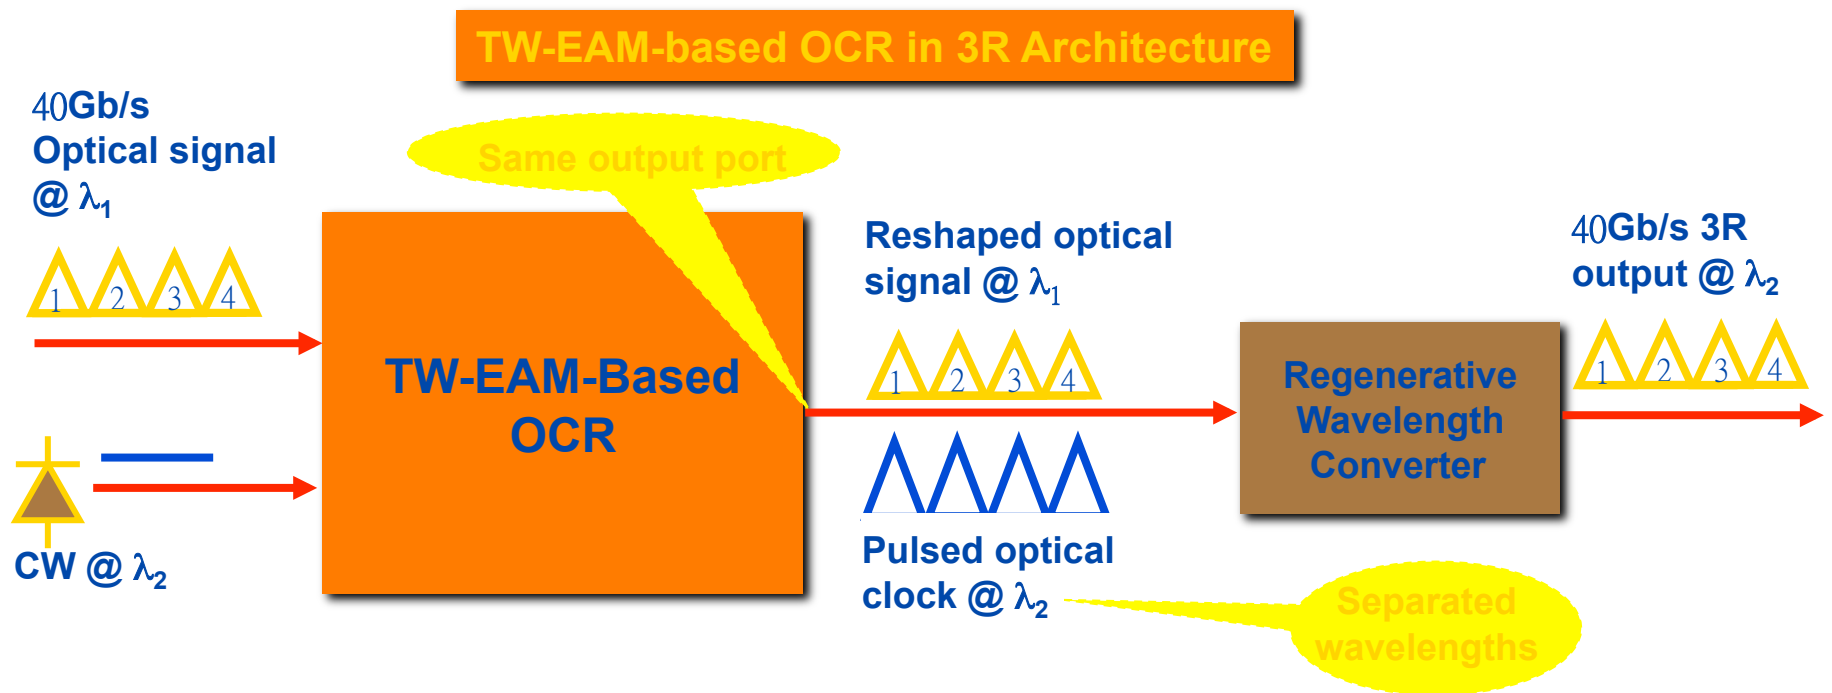 TW-EAM-based OCR in 3R Architecture
40Gb/s
Optical signal
@ λ₁
Same output port
1 2 3 4
TW-EAM-Based
OCR
CW @ λ₂
Reshaped optical
signal @ λ₁
1 2 3 4
Pulsed optical
clock @ λ₂
Separated
wavelengths
Regenerative
Wavelength
Converter
40Gb/s 3R
output @ λ₂
1 2 3 4